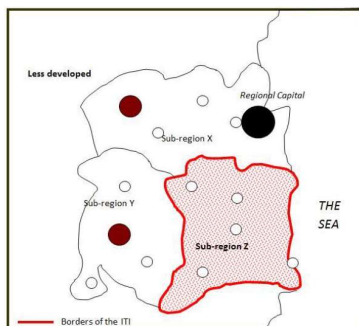 Less developed
Regional Capital
Sub-region X
Sub-region Y
THE
SEA
Sub-region Z
Borders of the ITI